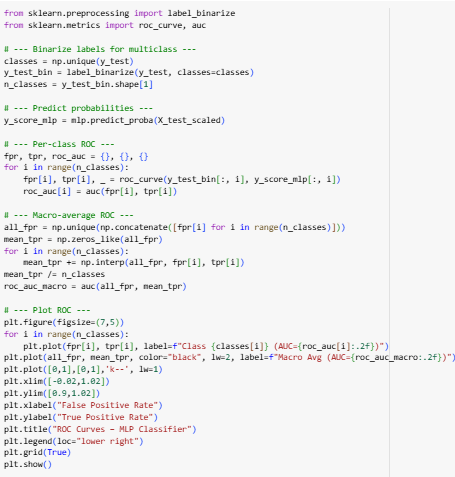 from sklearn.preprocessing import label_binarize
from sklearn.metrics import roc_curve, auc

# --- Binarize labels for multiclass ---
classes = np.unique(y_test)
y_test_bin = label_binarize(y_test, classes=classes)
n_classes = y_test_bin.shape[1]

# --- Predict probabilities ---
y_score_mlp = mlp.predict_proba(X_test_scaled)

# --- Per-class ROC ---
fpr, tpr, roc_auc = {}, {}, {}
for i in range(n_classes):
    fpr[i], tpr[i], _ = roc_curve(y_test_bin[:, i], y_score_mlp[:, i])
    roc_auc[i] = auc(fpr[i], tpr[i])

# --- Macro-average ROC ---
all_fpr = np.unique(np.concatenate([fpr[i] for i in range(n_classes)]))
mean_tpr = np.zeros_like(all_fpr)
for i in range(n_classes):
    mean_tpr += np.interp(all_fpr, fpr[i], tpr[i])
mean_tpr /= n_classes
roc_auc_macro = auc(all_fpr, mean_tpr)

# --- Plot ROC ---
plt.figure(figsize=(7,5))
for i in range(n_classes):
    plt.plot(fpr[i], tpr[i], label=f"Class {classes[i]} (AUC={roc_auc[i]:.2f})")
plt.plot(all_fpr, mean_tpr, color="black", lw=2, label=f"Macro Avg (AUC={roc_auc_macro:.2f})")
plt.plot([0,1],[0,1],'k--', lw=1)
plt.xlim([-0.02,1.02])
plt.ylim([0.9,1.02])
plt.xlabel("False Positive Rate")
plt.ylabel("True Positive Rate")
plt.title("ROC Curves – MLP Classifier")
plt.legend(loc="lower right")
plt.grid(True)
plt.show()